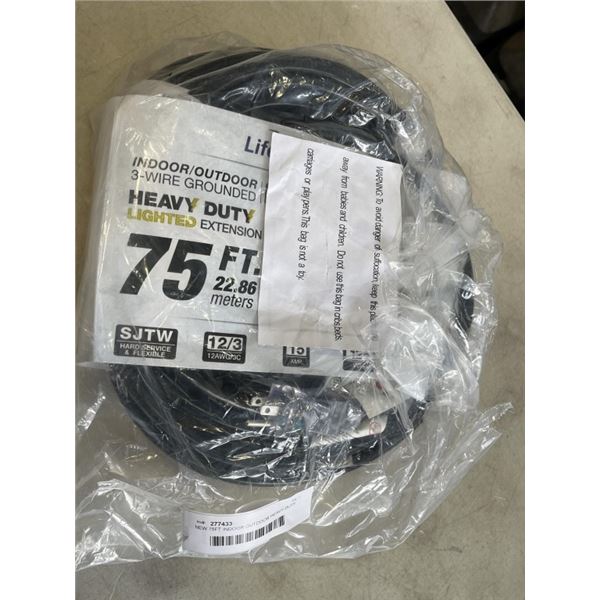 Life
INDOOR/OUTDOOR
3-WIRE GROUNDED
HEAVY DUTY
LIGHTED EXTENSION
75 FT.
22.86
meters
SJTW
HARD SERVICE
& FLEXIBLE
12/3
12AWG/3C
15
AMP
WARNING: To avoid danger of suffocation, keep this
away from babies and children. Do not use this bag in cribs, beds,
carriages or play pens. This bag is not a toy.
277433
NEW 75FT INDOOR OUTDOOR HEAVY DUTY